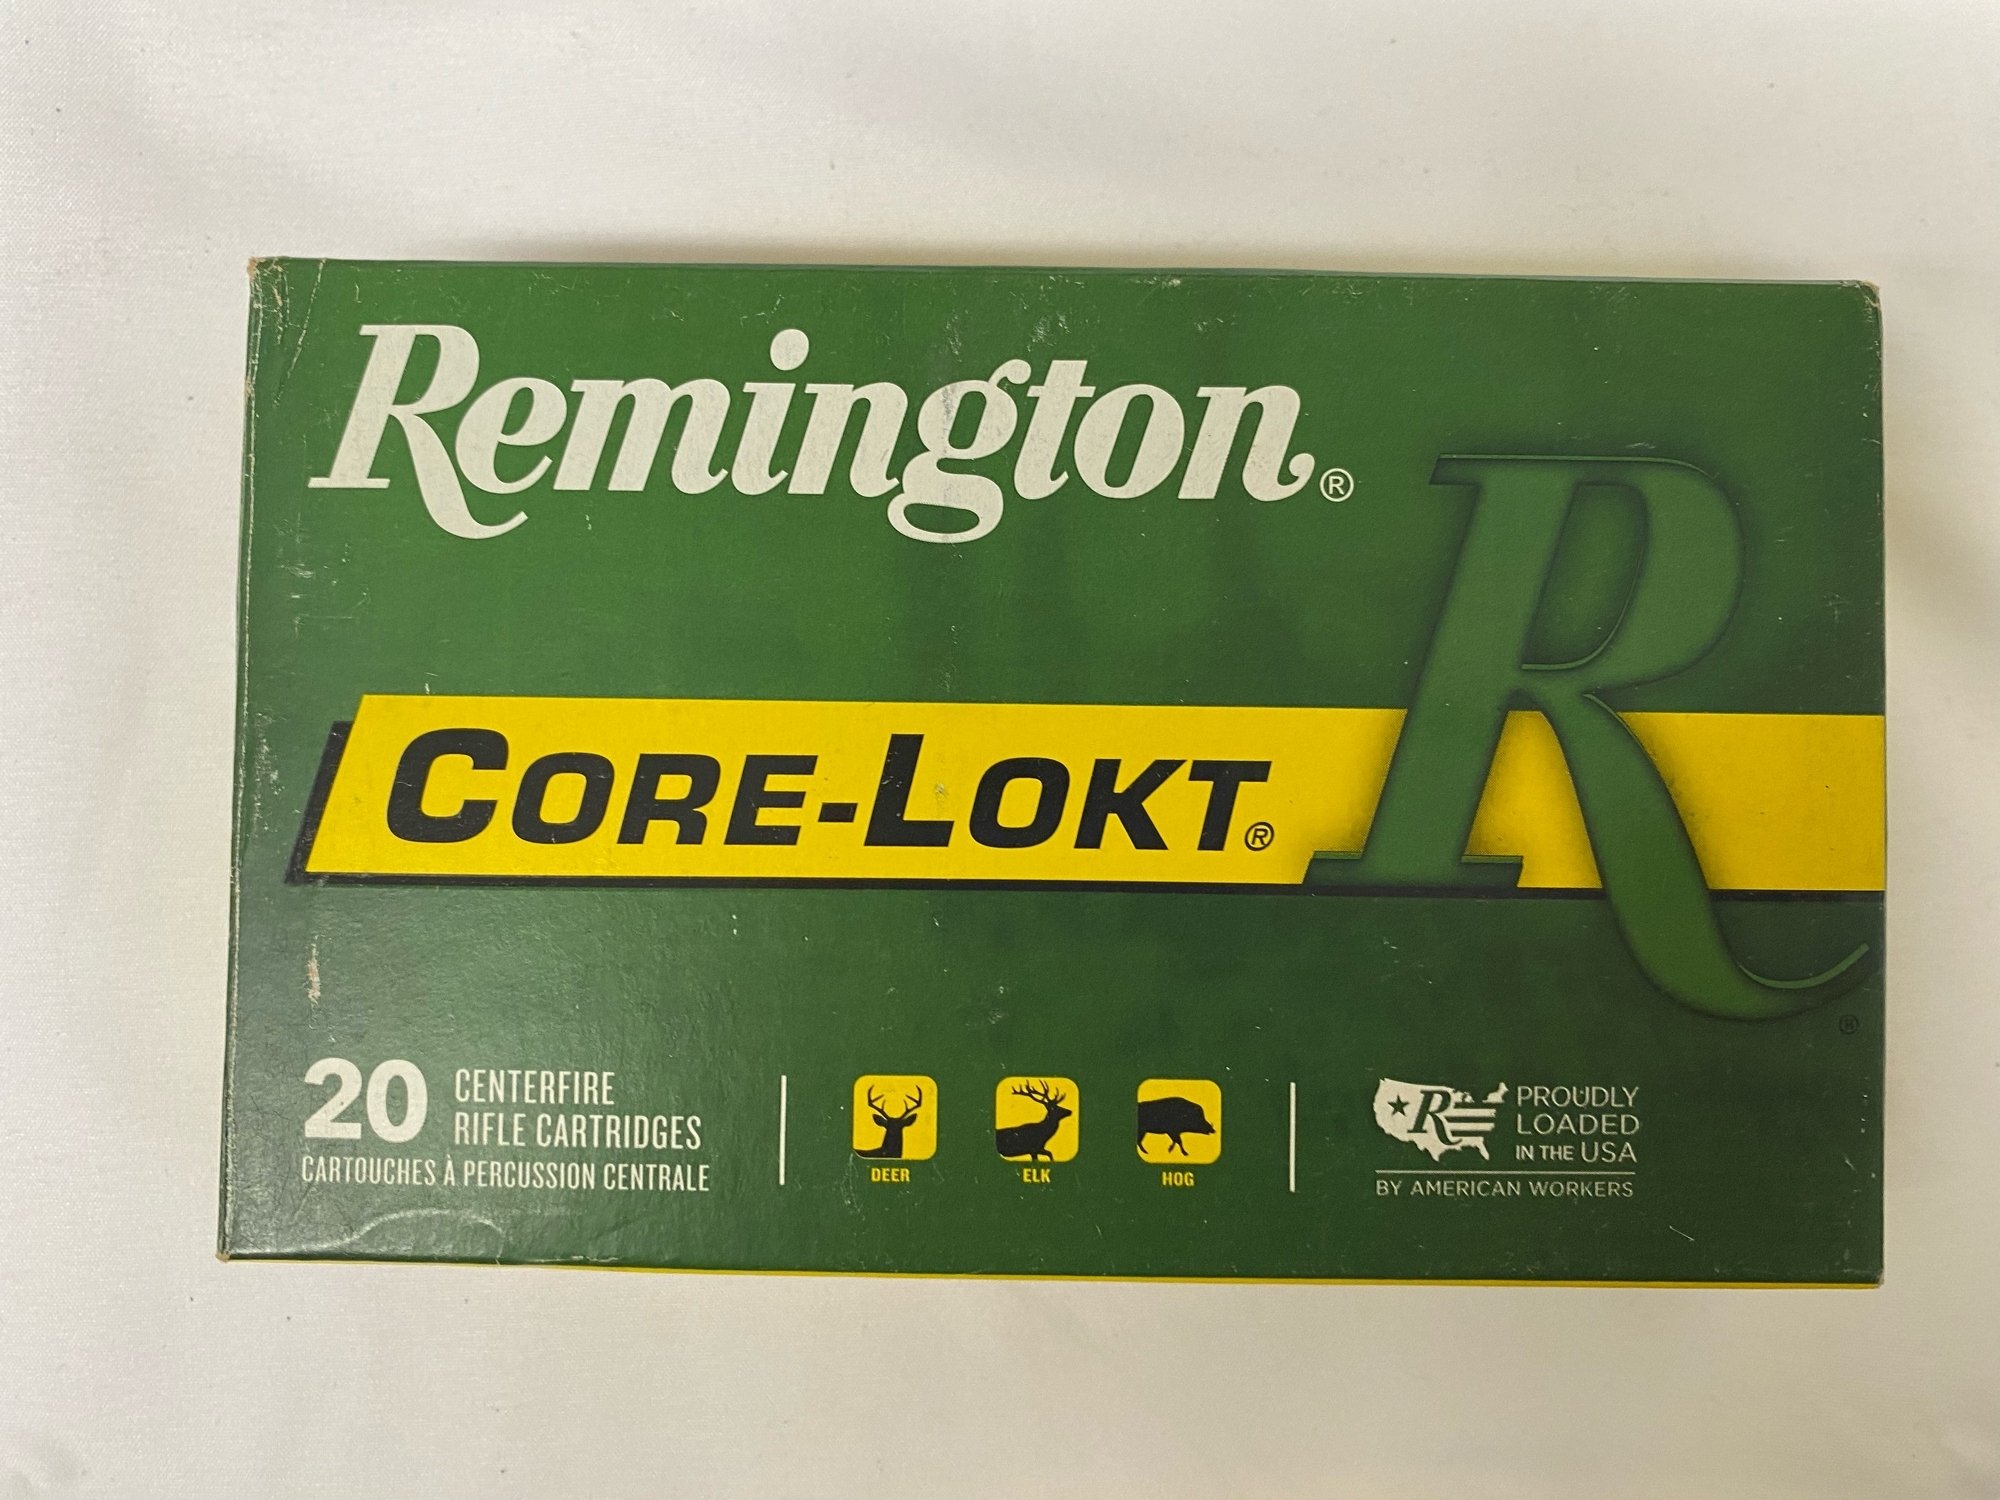 Remington®
CORE-LOKT®
R®
20 CENTERFIRE
RIFLE CARTRIDGES
CARTOUCHES À PERCUSSION CENTRALE
DEER
ELK
HOG
R
PROUDLY
LOADED
IN THE USA
BY AMERICAN WORKERS